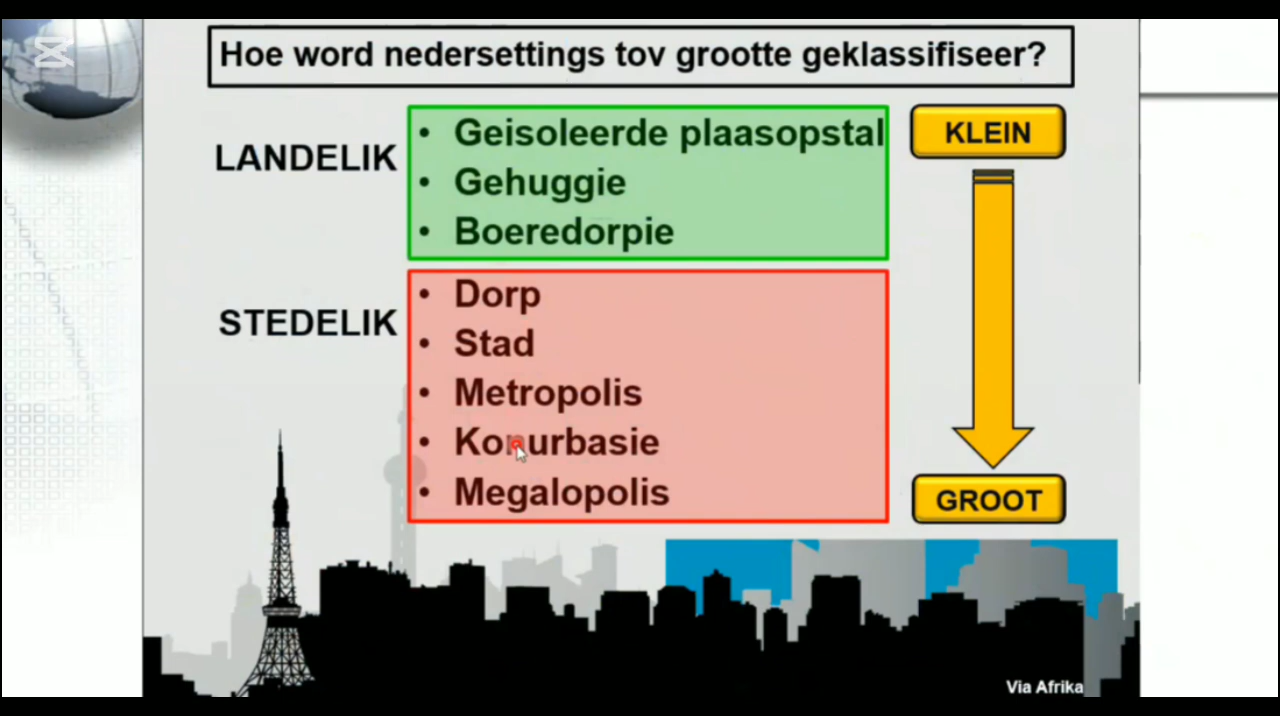 Hoe word nedersettings tov grootte geklassifiseer?
LANDELIK
• Geisoleerde plaasopstal
• Gehuggie
• Boeredorpie
STEDELIK
• Dorp
• Stad
• Metropolis
• Konurbasie
• Megalopolis
KLEIN
GROOT
Via Afrika